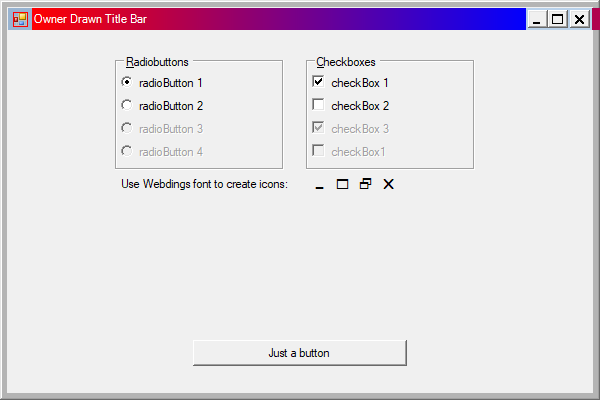 Owner Drawn Title Bar
Radiobuttons
radioButton 1
radioButton 2
radioButton 3
radioButton 4
Checkboxes
checkBox 1
checkBox 2
checkBox 3
checkBox1
Use Webdings font to create icons:
Just a button